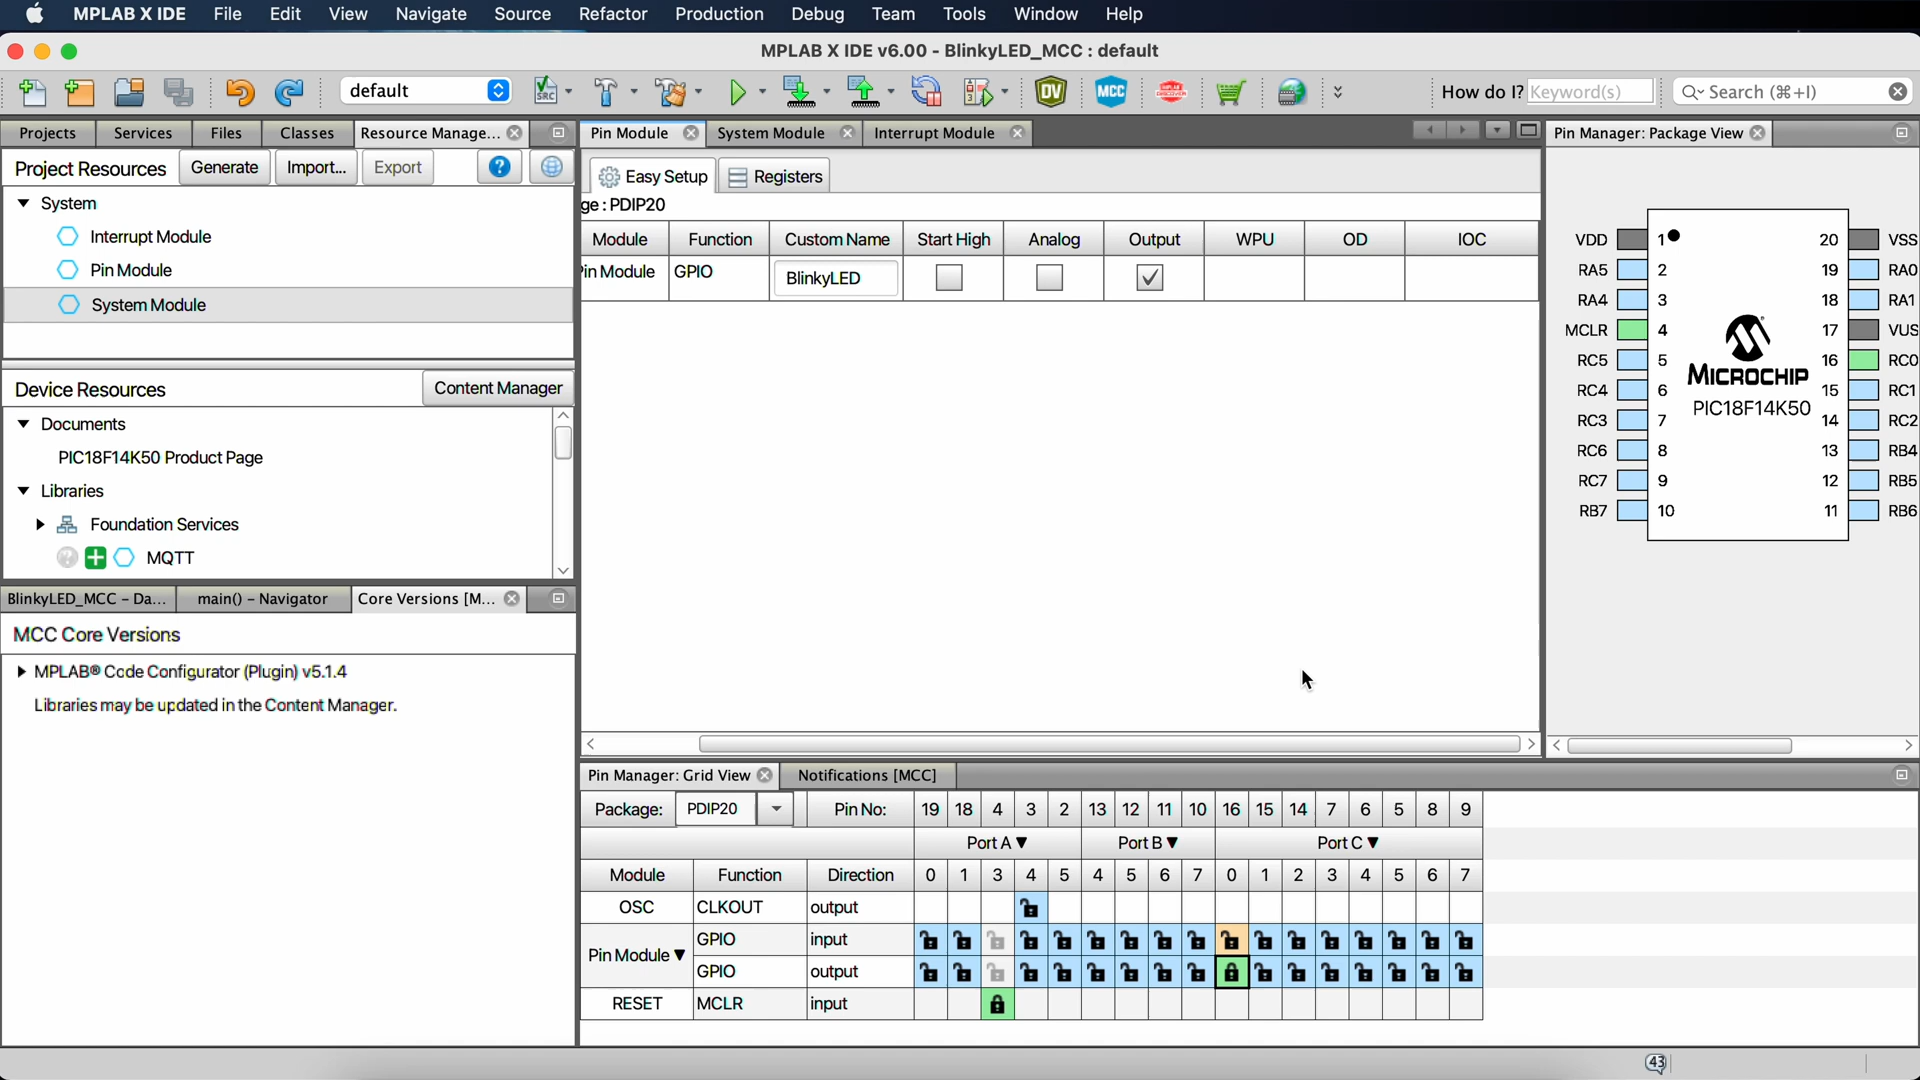 MPLAB X IDE File Edit View Navigate Source Refactor Production Debug Team Tools Window Help
MPLAB X IDE v6.00 - BlinkyLED_MCC : default
default SRC DV MCC How do I? Keyword(s) Search (⌘+I)
Projects Services Files Classes Resource Manage...
Pin Module System Module Interrupt Module
Pin Manager: Package View
Project Resources Generate Import... Export ?
System
Interrupt Module
Pin Module
System Module
Device Resources Content Manager
Documents
PIC18F14K50 Product Page
Libraries
Foundation Services
MQTT
BlinkyLED_MCC - Da... main() - Navigator Core Versions [M...
MCC Core Versions
MPLAB® Code Configurator (Plugin) v5.1.4
Libraries may be updated in the Content Manager.
Easy Setup Registers
ge : PDIP20
Module Function Custom Name Start High Analog Output WPU OD IOC
Pin Module GPIO BlinkyLED
VDD 1 20 VSS
RA5 2 19 RA0
RA4 3 18 RA1
MCLR 4 17 VUS
RC5 5 16 RC0
RC4 6 15 RC1
RC3 7 14 RC2
RC6 8 13 RB4
RC7 9 12 RB5
RB7 10 11 RB6
MICROCHIP
PIC18F14K50
Pin Manager: Grid View Notifications [MCC]
Package: PDIP20 Pin No: 19 18 4 3 2 13 12 11 10 16 15 14 7 6 5 8 9
Port A ▼ Port B ▼ Port C ▼
Module Function Direction 0 1 3 4 5 4 5 6 7 0 1 2 3 4 5 6 7
OSC CLKOUT output
Pin Module ▼ GPIO input
GPIO output
RESET MCLR input
43